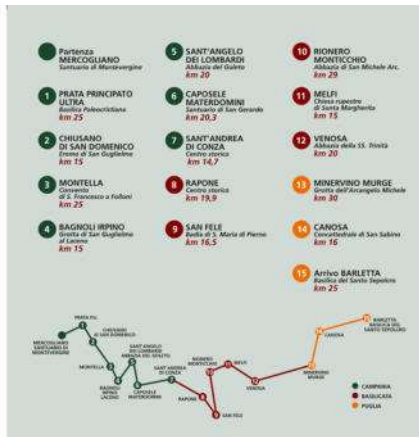 Partenza
MERCOGLIANO
Santuario di Montevergine
1
PRATA PRINCIPATO
ULTRA
Basilica Paleocristiana
km 25
2
CHIUSANO
DI SAN DOMENICO
Eremo di San Guglielmo
km 15
3
MONTELLA
Convento
di S. Francesco a Folloni
km 25
4
BAGNOLI IRPINO
Grotta di San Guglielmo
al Laceno
km 15
5
SANT'ANGELO
DEI LOMBARDI
Abbazia del Goleto
km 20
6
CAPOSELE
MATERDOMINI
Santuario di San Gerardo
km 20,3
7
SANT'ANDREA
DI CONZA
Centro storico
km 14,7
8
RAPONE
Centro storico
km 19,9
9
SAN FELE
Badia di S. Maria di Pierno
km 16,5
10
RIONERO
MONTICCHIO
Abbazia di San Michele Arc.
km 29
11
MELFI
Chiesa rupestre
di Santa Margherita
km 15
12
VENOSA
Abbazia della SS. Trinità
km 20
13
MINERVINO MURGE
Grotta dell'Arcangelo Michele
km 30
14
CANOSA
Concattedrale di San Sabino
km 16
15
Arrivo BARLETTA
Basilica del Santo Sepolcro
km 25
MERCOGLIANO
SANTUARIO DI
MONTEVERGINE
PRATA P.U.
CHIUSANO
DI SAN DOMENICO
MONTELLA
BAGNOLI
IRPINO
LACENO
SANT'ANGELO
DEI LOMBARDI
ABBAZIA DEL GOLETO
CAPOSELE
MATERDOMINI
SANT'ANDREA
DI CONZA
RAPONE
SAN FELE
RIONERO
MONTICCHIO
MELFI
VENOSA
MINERVINO
MURGE
CANOSA
BARLETTA
BASILICA DEL
SANTO SEPOLCRO
CAMPANIA
BASILICATA
PUGLIA